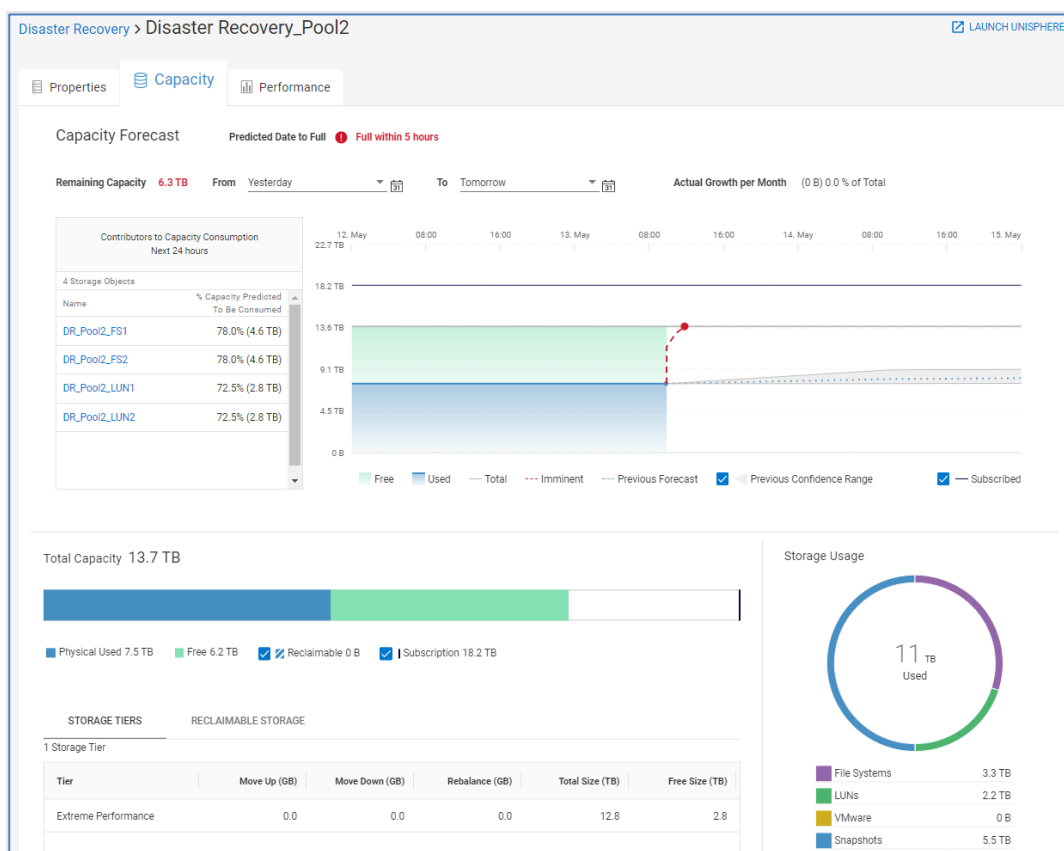 Disaster Recovery > Disaster Recovery_Pool2
LAUNCH UNISPHERE
Properties
Capacity
Performance
Capacity Forecast
Predicted Date to Full
Full within 5 hours
Remaining Capacity 6.3 TB
From Yesterday
31
To Tomorrow
31
Actual Growth per Month (0 B) 0.0 % of Total
Contributors to Capacity Consumption
Next 24 hours
4 Storage Objects
Name
% Capacity Predicted
To Be Consumed
DR_Pool2_FS1 78.0% (4.6 TB)
DR_Pool2_FS2 78.0% (4.6 TB)
DR_Pool2_LUN1 72.5% (2.8 TB)
DR_Pool2_LUN2 72.5% (2.8 TB)
12. May 08:00 16:00 13. May 08:00 16:00 14. May 08:00 16:00 15. May
22.7 TB
18.2 TB
13.6 TB
9.1 TB
4.5 TB
0 B
Free Used Total Imminent Previous Forecast Previous Confidence Range Subscribed
Total Capacity 13.7 TB
Physical Used 7.5 TB Free 6.2 TB Reclaimable 0 B Subscription 18.2 TB
STORAGE TIERS RECLAIMABLE STORAGE
1 Storage Tier
Tier Move Up (GB) Move Down (GB) Rebalance (GB) Total Size (TB) Free Size (TB)
Extreme Performance 0.0 0.0 0.0 12.8 2.8
Storage Usage
11 TB
Used
File Systems 3.3 TB
LUNs 2.2 TB
VMware 0 B
Snapshots 5.5 TB